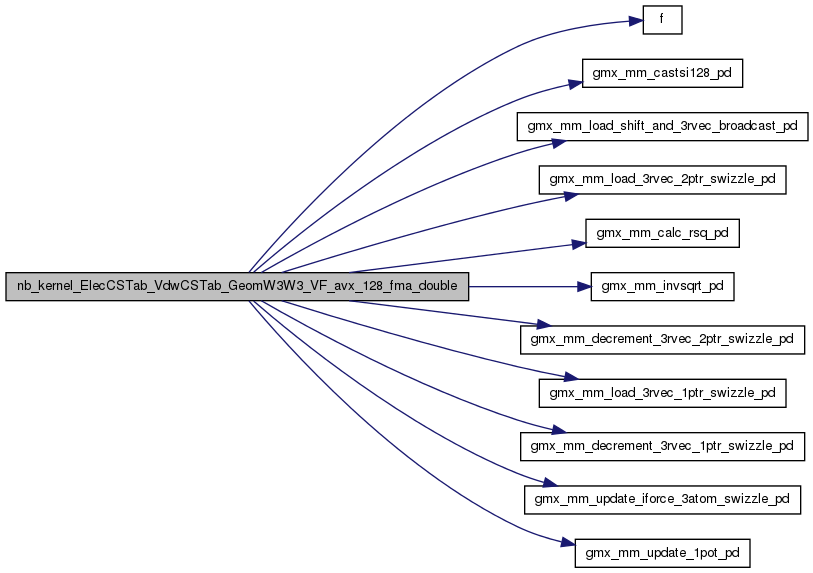 f
gmx_mm_castsi128_pd
gmx_mm_load_shift_and_3rvec_broadcast_pd
gmx_mm_load_3rvec_2ptr_swizzle_pd
gmx_mm_calc_rsq_pd
nb_kernel_ElecCSTab_VdwCSTab_GeomW3W3_VF_avx_128_fma_double
gmx_mm_invsqrt_pd
gmx_mm_decrement_3rvec_2ptr_swizzle_pd
gmx_mm_load_3rvec_1ptr_swizzle_pd
gmx_mm_decrement_3rvec_1ptr_swizzle_pd
gmx_mm_update_iforce_3atom_swizzle_pd
gmx_mm_update_1pot_pd